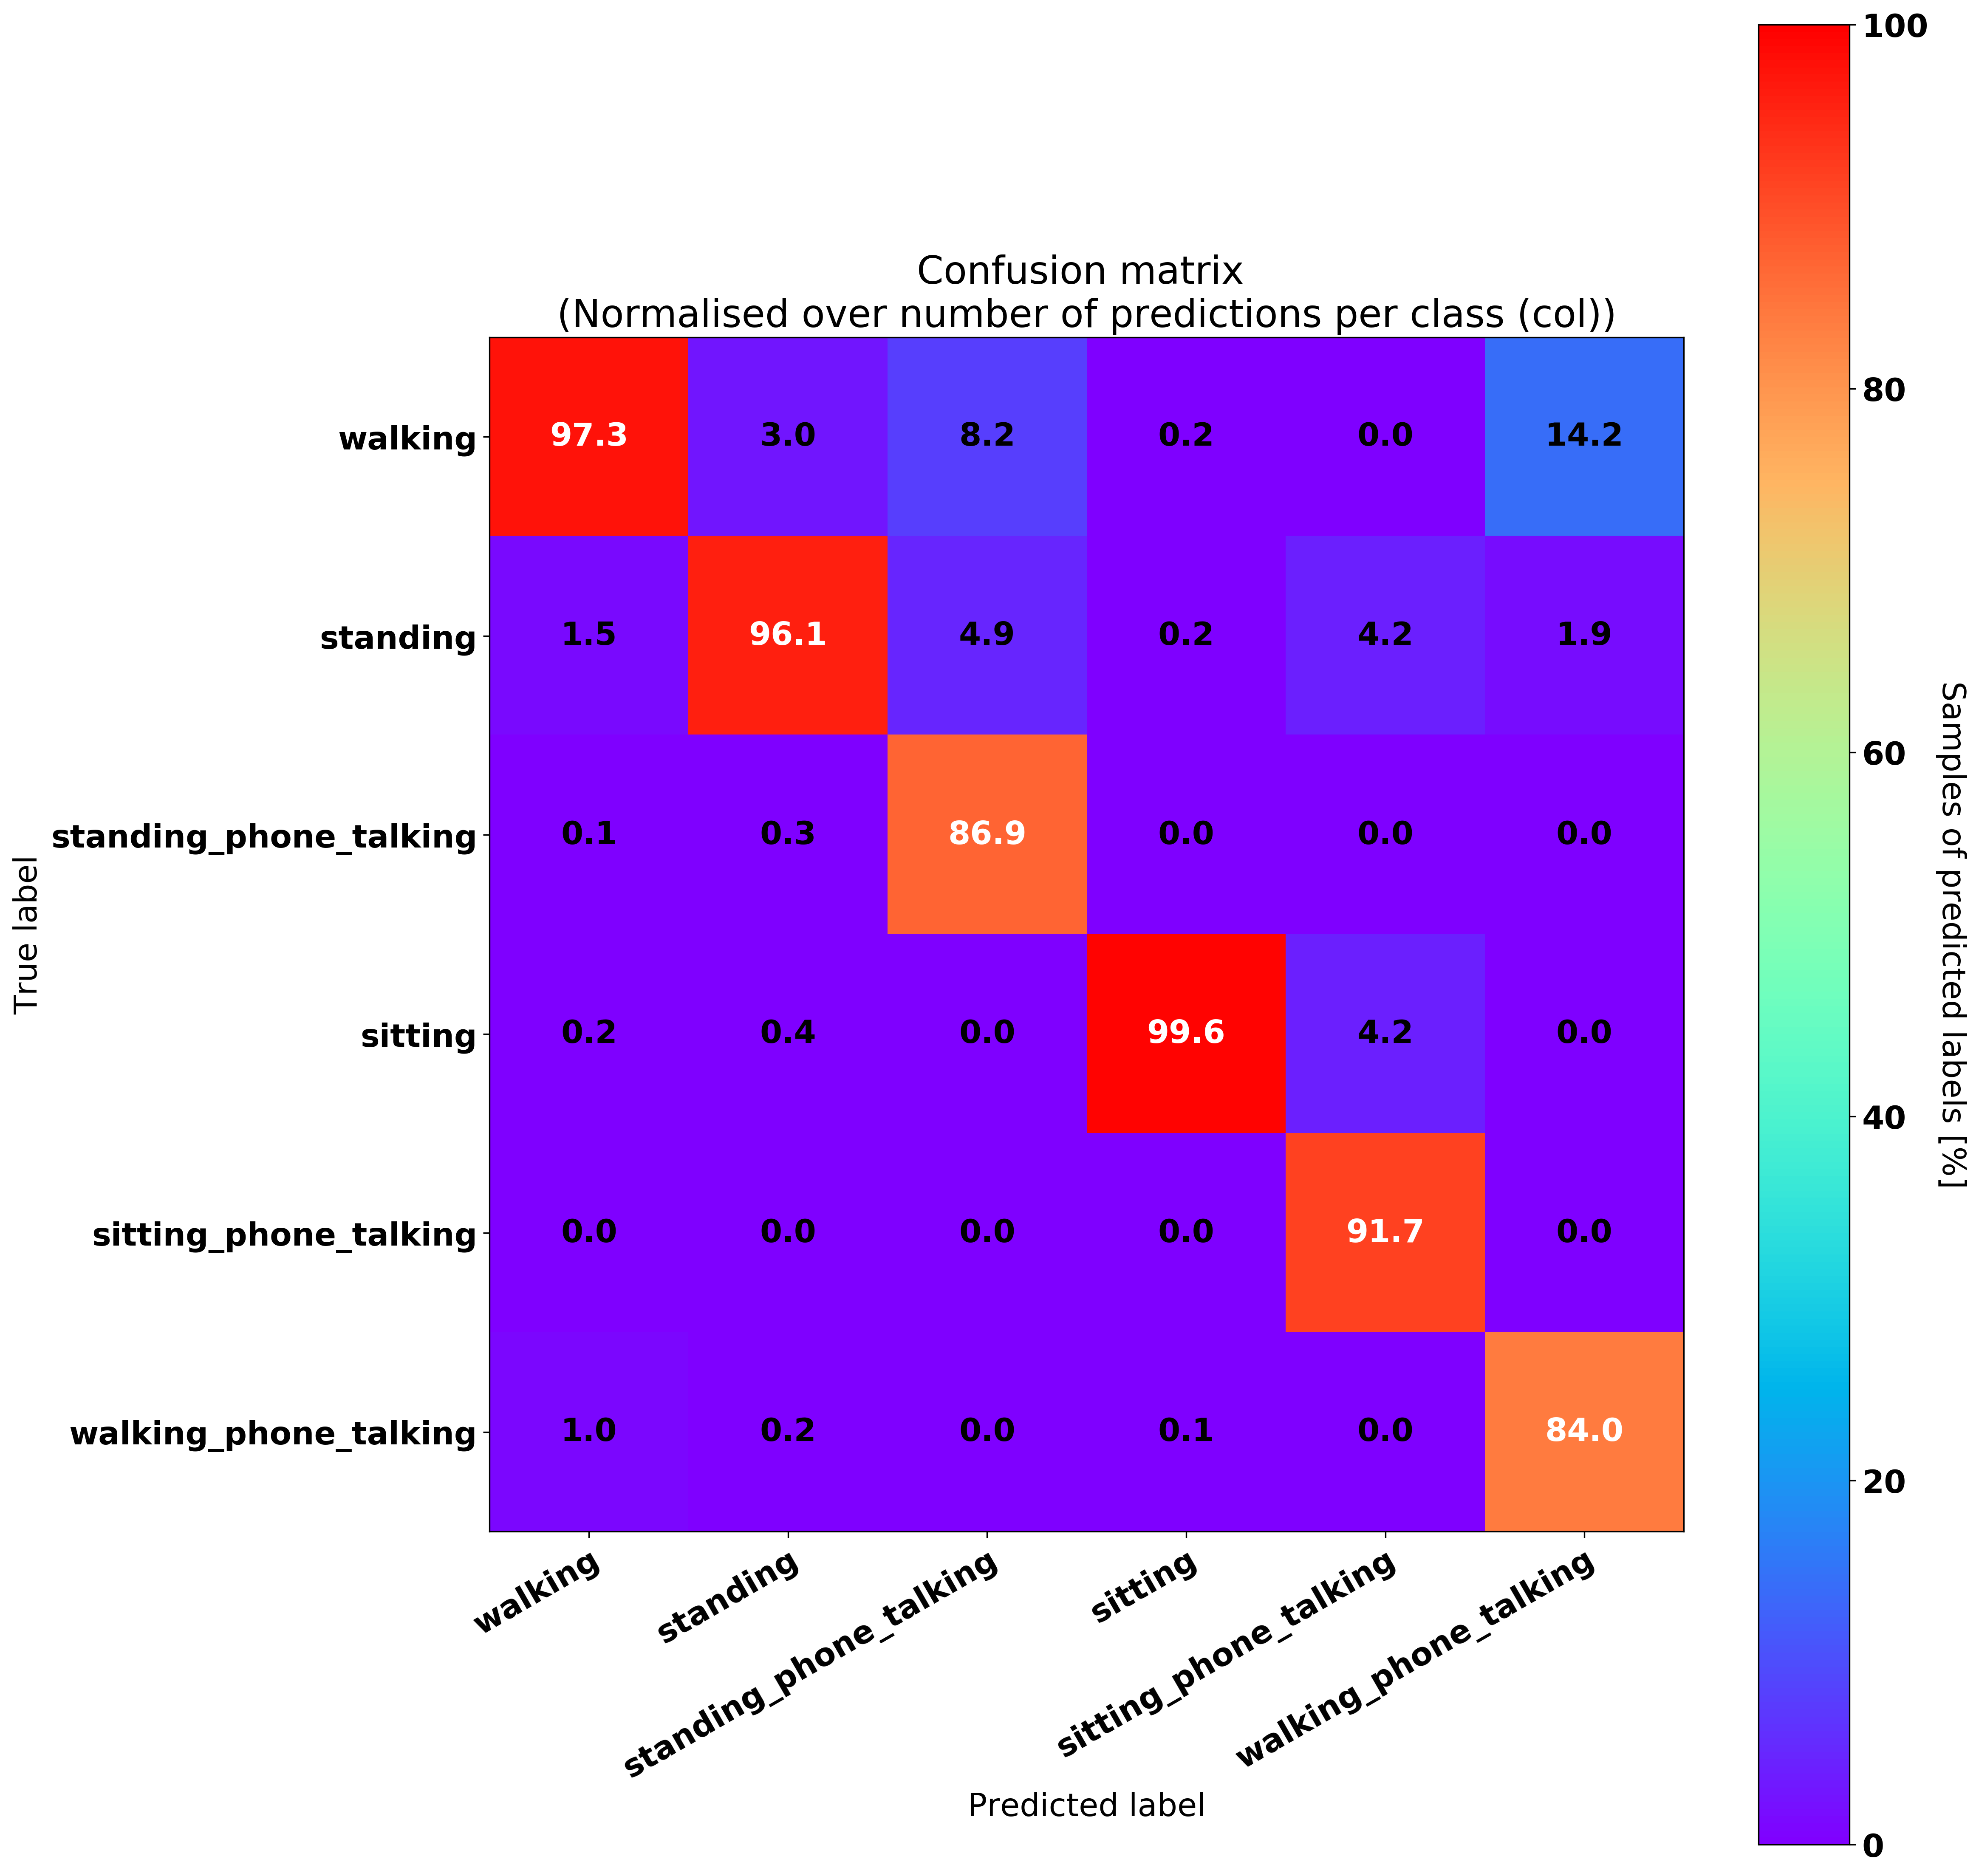 Confusion matrix
(Normalised over number of predictions per class (col))
walking 97.3 3.0 8.2 0.2 0.0 14.2
standing 1.5 96.1 4.9 0.2 4.2 1.9
standing_phone_talking 0.1 0.3 86.9 0.0 0.0 0.0
sitting 0.2 0.4 0.0 99.6 4.2 0.0
sitting_phone_talking 0.0 0.0 0.0 0.0 91.7 0.0
walking_phone_talking 1.0 0.2 0.0 0.1 0.0 84.0
True label
walking
standing
standing_phone_talking
sitting
sitting_phone_talking
walking_phone_talking
Predicted label
100
80
60
40
20
0
Samples of predicted labels [%]